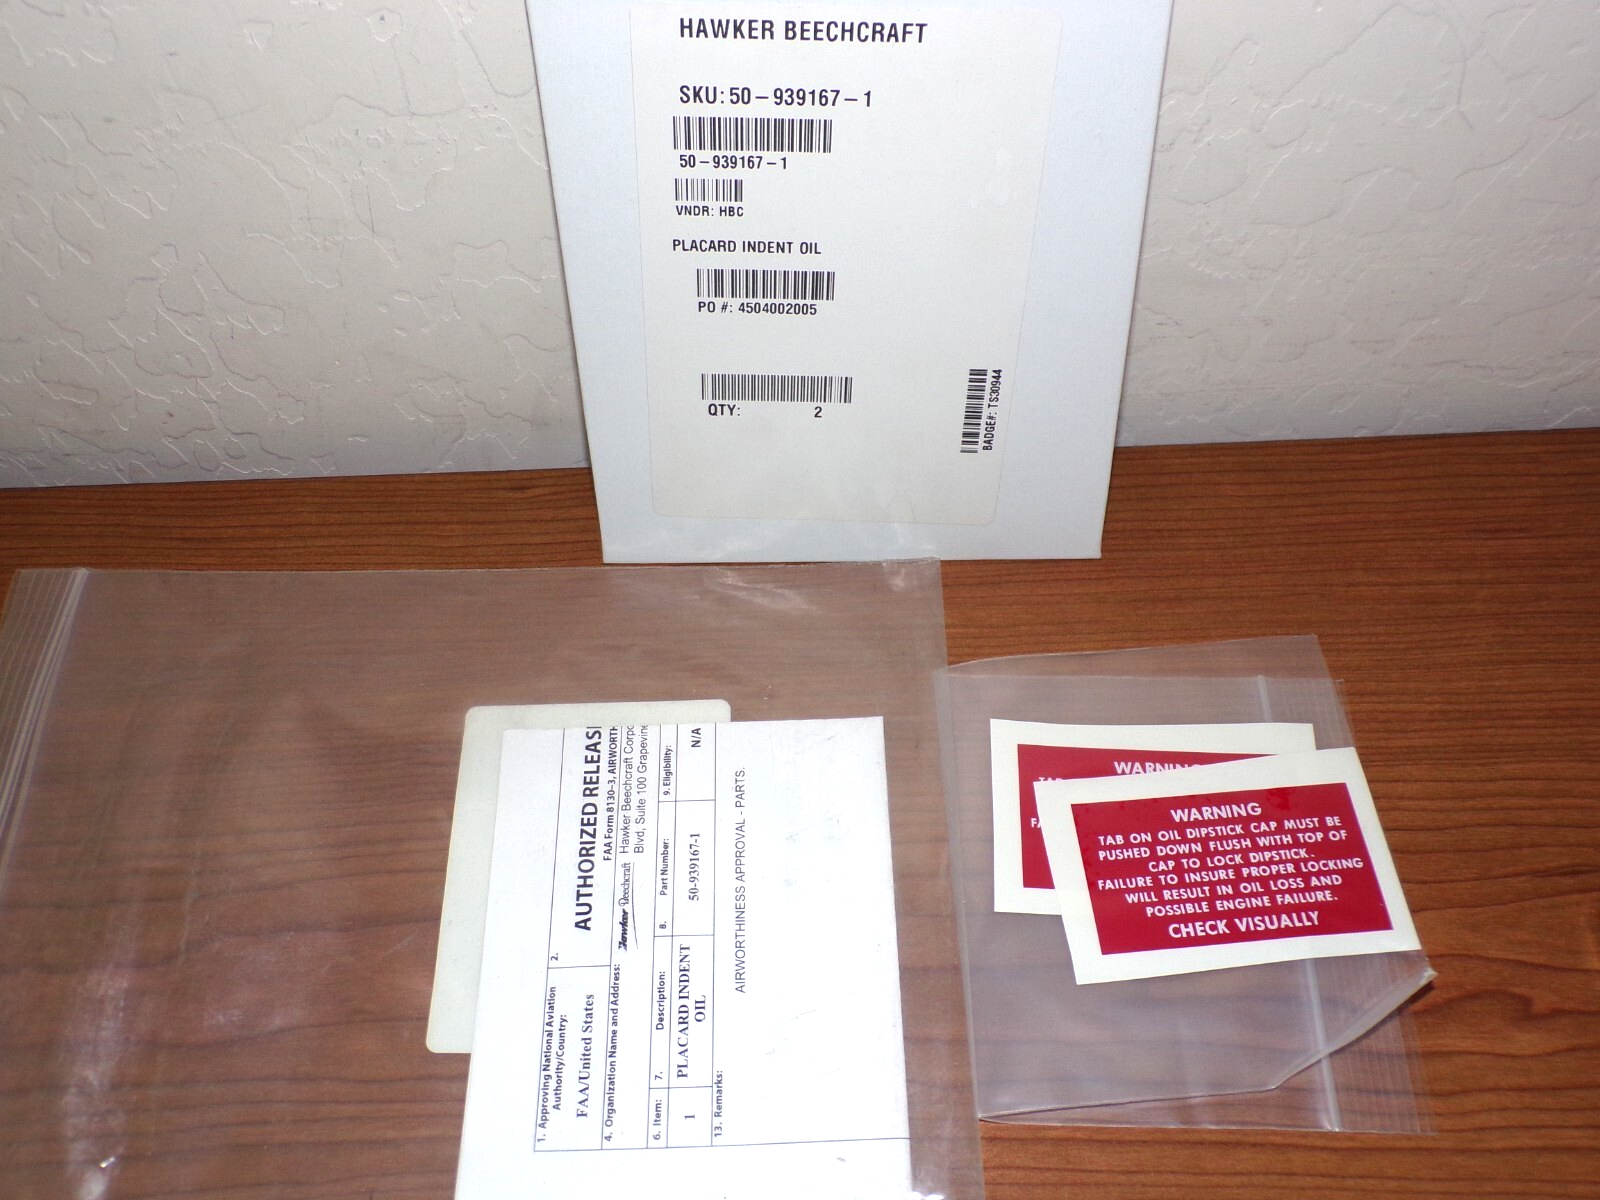 HAWKER BEECHCRAFT
SKU: 50-939167-1
50-939167-1
VNDR: HBC
PLACARD INDENT OIL
PO #: 4504002005
QTY: 2
BADGE#: TS30944
1. Approving National Aviation
Authority/Country:
FAA/United States
2.
AUTHORIZED RELEAS
FAA Form 8130-3, AIRWORTH
4. Organization Name and Address:
Hawker Beechcraft
Hawker Beechcraft Corpo
Blvd, Suite 100 Grapevine
6. Item:
7. Description:
8. Part Number:
9. Eligibility:
1
PLACARD INDENT
OIL
50-939167-1
N/A
13. Remarks:
AIRWORTHINESS APPROVAL - PARTS.
WARNING
WARNING
TAB ON OIL DIPSTICK CAP MUST BE
PUSHED DOWN FLUSH WITH TOP OF
CAP TO LOCK DIPSTICK.
FAILURE TO INSURE PROPER LOCKING
WILL RESULT IN OIL LOSS AND
POSSIBLE ENGINE FAILURE.
CHECK VISUALLY